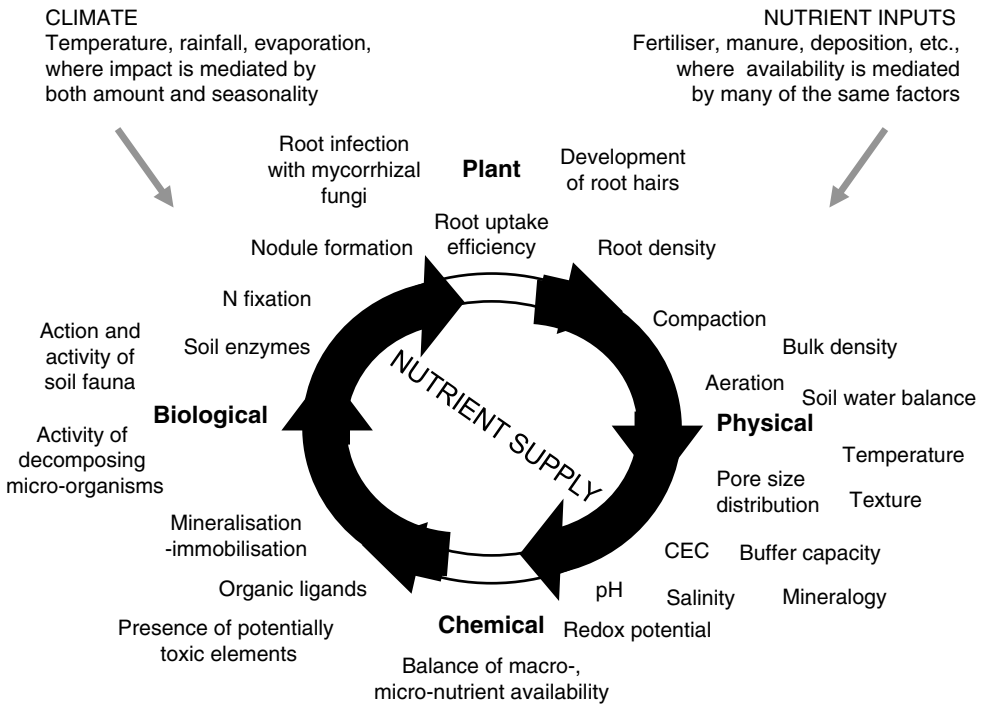 CLIMATE
Temperature, rainfall, evaporation,
where impact is mediated by
both amount and seasonality
NUTRIENT INPUTS
Fertiliser, manure, deposition, etc.,
where availability is mediated
by many of the same factors
Root infection
with mycorrhizal
fungi
Plant
Development
of root hairs
Root uptake
efficiency
Nodule formation
Root density
N fixation
Compaction
Soil enzymes
Bulk density
Action and
activity of
soil fauna
Aeration
Soil water balance
Biological
NUTRIENT SUPPLY
Physical
Activity of
decomposing
micro-organisms
Temperature
Pore size
distribution
Texture
Mineralisation
-immobilisation
CEC
Buffer capacity
Organic ligands
pH
Salinity
Mineralogy
Presence of potentially
toxic elements
Chemical
Redox potential
Balance of macro-,
micro-nutrient availability